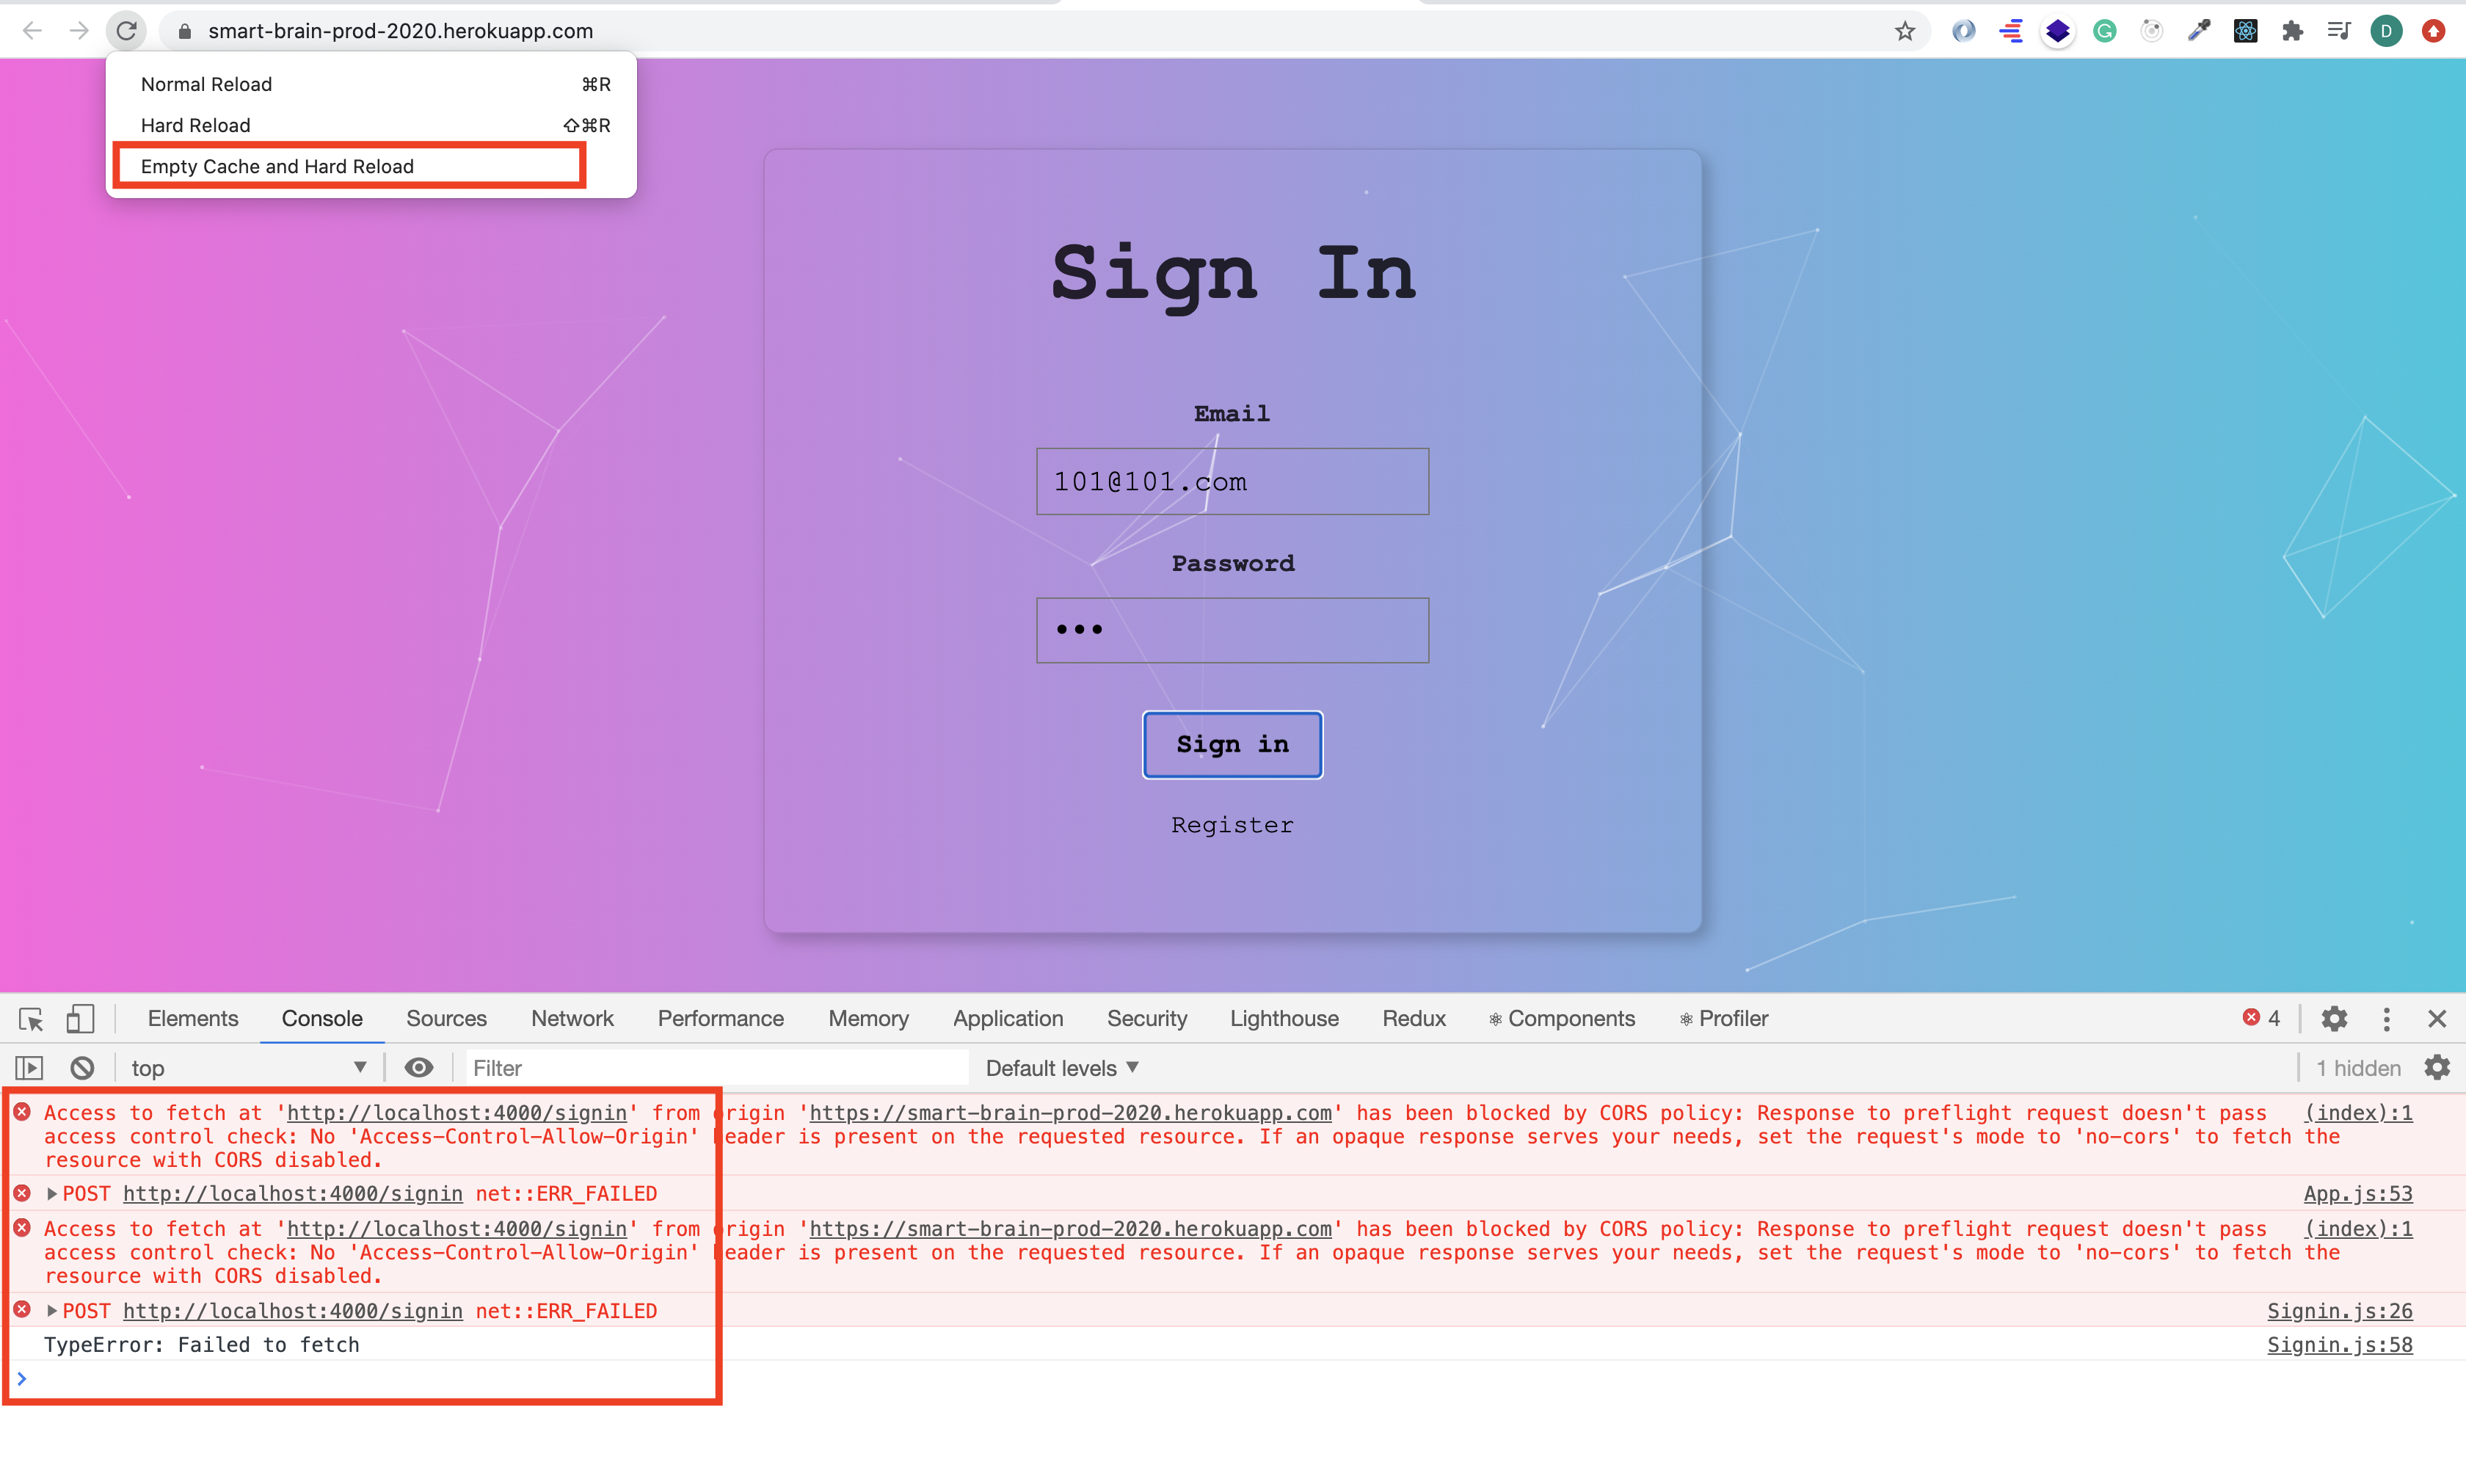 smart-brain-prod-2020.herokuapp.com
D
Normal Reload ⌘R
Hard Reload ⇧⌘R
Empty Cache and Hard Reload
Sign In
Email
101@101.com
Password
Sign in
Register
Elements Console Sources Network Performance Memory Application Security Lighthouse Redux ⚛ Components ⚛ Profiler 4
top Filter Default levels 1 hidden
Access to fetch at 'http://localhost:4000/signin' from origin 'https://smart-brain-prod-2020.herokuapp.com' has been blocked by CORS policy: Response to preflight request doesn't pass (index):1
access control check: No 'Access-Control-Allow-Origin' header is present on the requested resource. If an opaque response serves your needs, set the request's mode to 'no-cors' to fetch the
resource with CORS disabled.
POST http://localhost:4000/signin net::ERR_FAILED App.js:53
Access to fetch at 'http://localhost:4000/signin' from origin 'https://smart-brain-prod-2020.herokuapp.com' has been blocked by CORS policy: Response to preflight request doesn't pass (index):1
access control check: No 'Access-Control-Allow-Origin' header is present on the requested resource. If an opaque response serves your needs, set the request's mode to 'no-cors' to fetch the
resource with CORS disabled.
POST http://localhost:4000/signin net::ERR_FAILED Signin.js:26
TypeError: Failed to fetch Signin.js:58